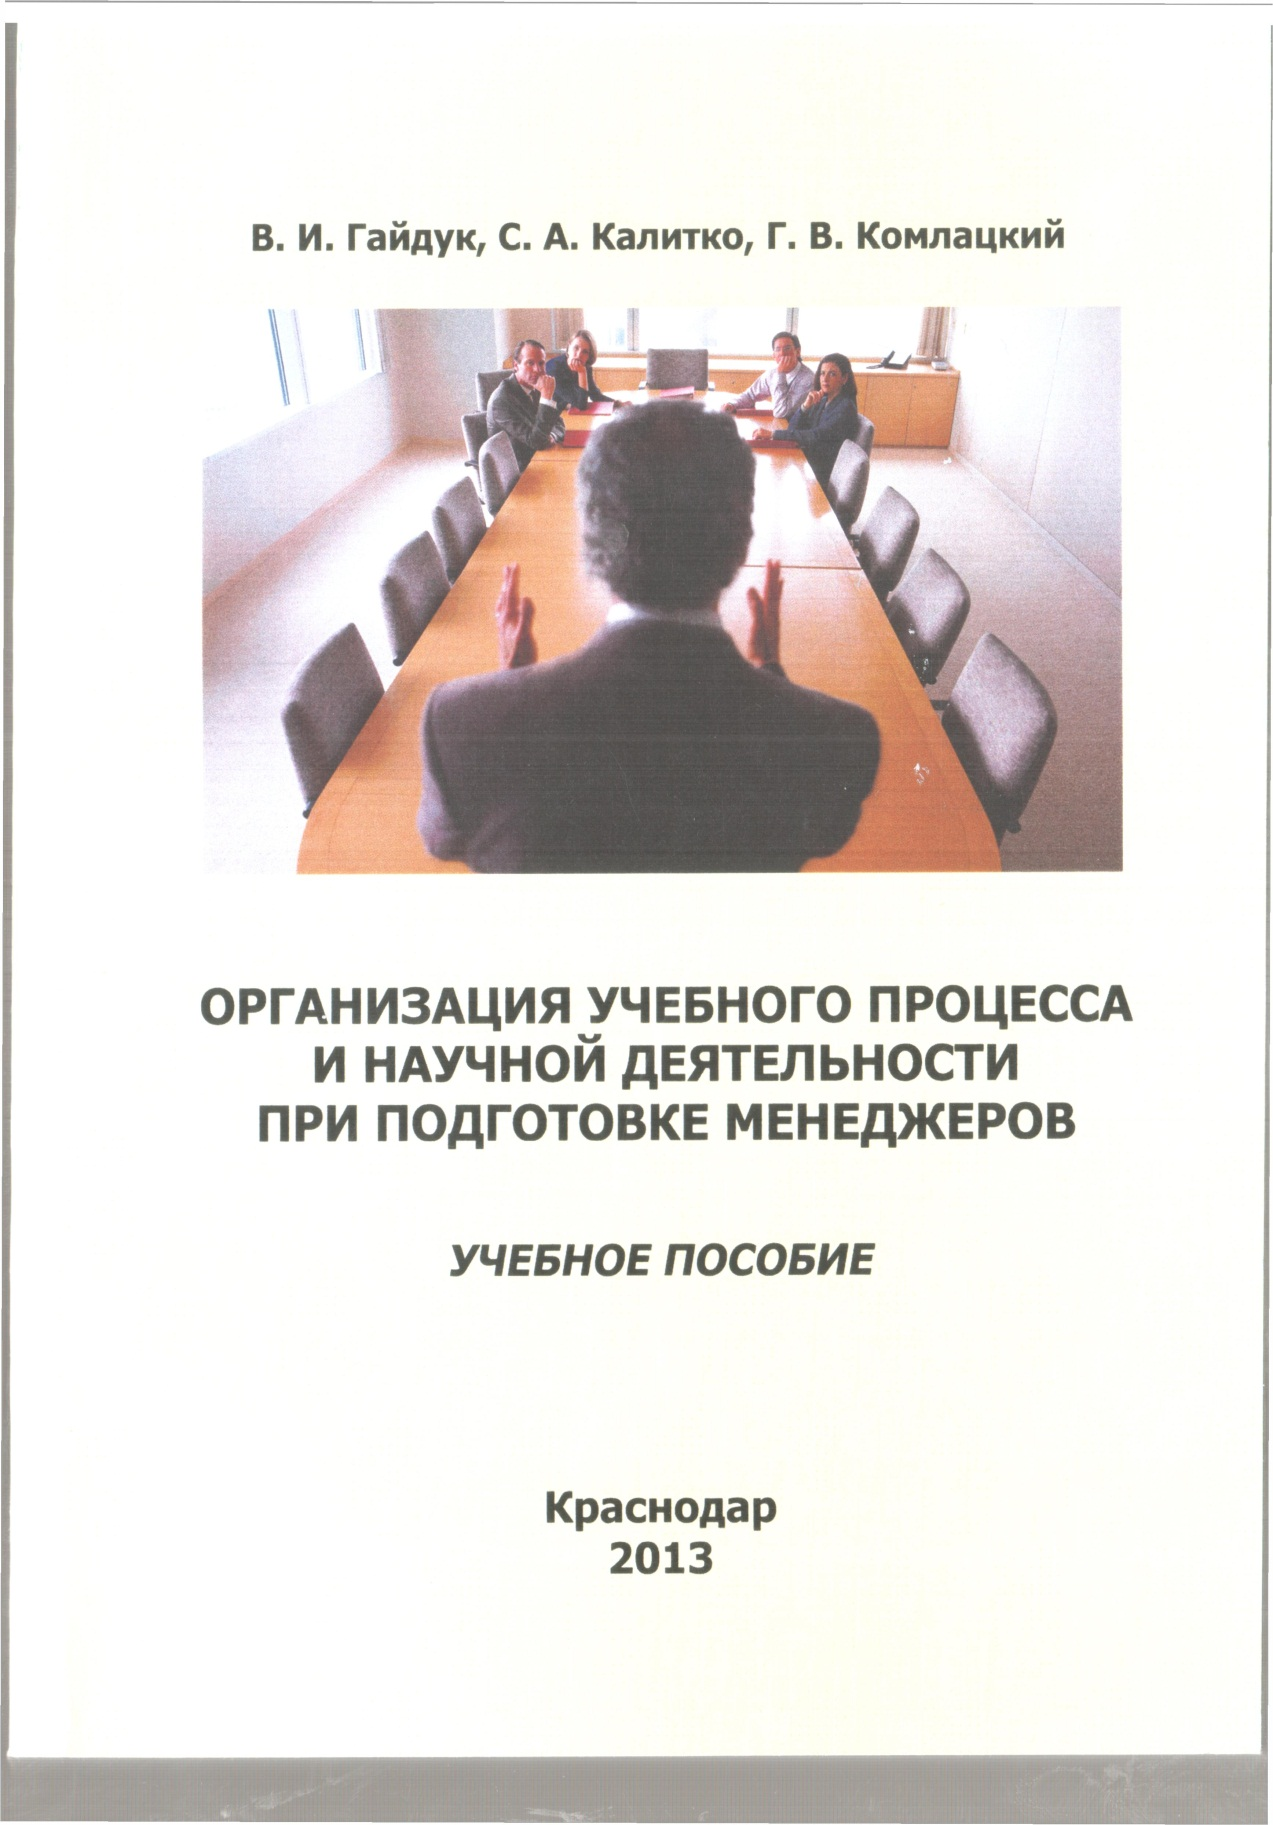 В. И. Гайдук, С. А. Калитко, Г. В. Комлацкий
ОРГАНИЗАЦИЯ УЧЕБНОГО ПРОЦЕССА
И НАУЧНОЙ ДЕЯТЕЛЬНОСТИ
ПРИ ПОДГОТОВКЕ МЕНЕДЖЕРОВ
УЧЕБНОЕ ПОСОБИЕ
Краснодар
2013